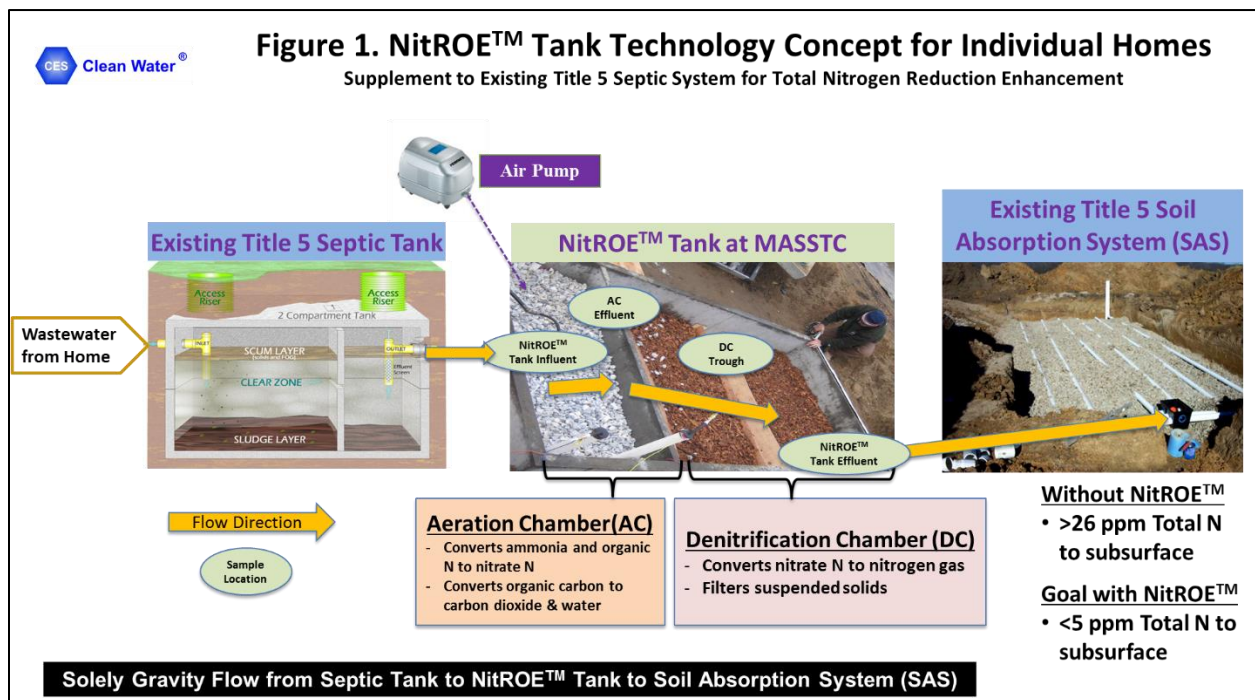 Figure 1. NitROE™ Tank Technology Concept for Individual Homes
Supplement to Existing Title 5 Septic System for Total Nitrogen Reduction Enhancement
CES Clean Water ®
Air Pump
Existing Title 5 Septic Tank
NitROE™ Tank at MASSTC
Existing Title 5 Soil
Absorption System (SAS)
Wastewater
from Home
Access
Riser
Access
Riser
2 Compartment Tank
INLET
SCUM LAYER
(solids and FOG)
CLEAR ZONE
SLUDGE LAYER
OUTLET
Effluent
Screen
NitROE™
Tank Influent
AC
Effluent
DC
Trough
NitROE™
Tank Effluent
Flow Direction
Sample
Location
Aeration Chamber(AC)
- Converts ammonia and organic
N to nitrate N
- Converts organic carbon to
carbon dioxide & water
Denitrification Chamber (DC)
- Converts nitrate N to nitrogen gas
- Filters suspended solids
Without NitROE™
• >26 ppm Total N
to subsurface
Goal with NitROE™
• <5 ppm Total N to
subsurface
Solely Gravity Flow from Septic Tank to NitROE™ Tank to Soil Absorption System (SAS)